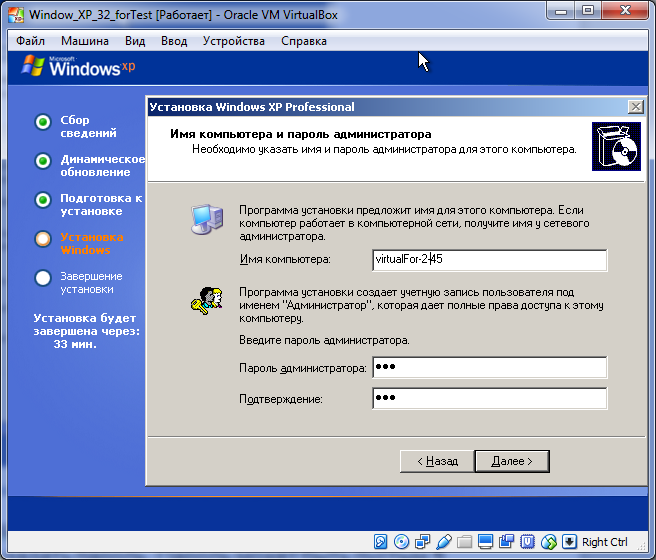 Window_XP_32_forTest [Работает] - Oracle VM VirtualBox
Файл Машина Вид Ввод Устройства Справка
Microsoft
Windows xp
Сбор
сведений
Динамическое
обновление
Подготовка к
установке
Установка
Windows
Завершение
установки
Установка будет
завершена через:
33 мин.
Установка Windows XP Professional
Имя компьютера и пароль администратора
Необходимо указать имя и пароль администратора для этого компьютера.
Программа установки предложит имя для этого компьютера. Если
компьютер работает в компьютерной сети, получите имя у сетевого
администратора.
Имя компьютера: virtualFor-2-45
Программа установки создает учетную запись пользователя под
именем "Администратор", которая дает полные права доступа к этому
компьютеру.
Введите пароль администратора.
Пароль администратора: •••
Подтверждение: •••
< Назад Далее >
Right Ctrl